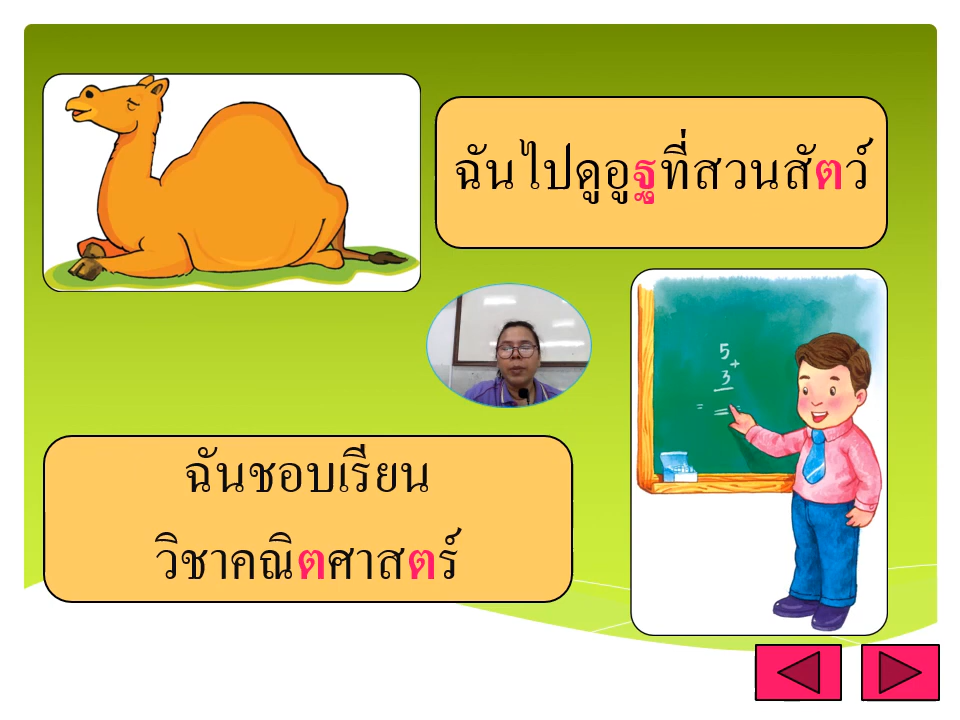 ฉันไปดูอูฐที่สวนสัตว์
5
+
3
=
=
ฉันชอบเรียน
วิชาคณิตศาสตร์